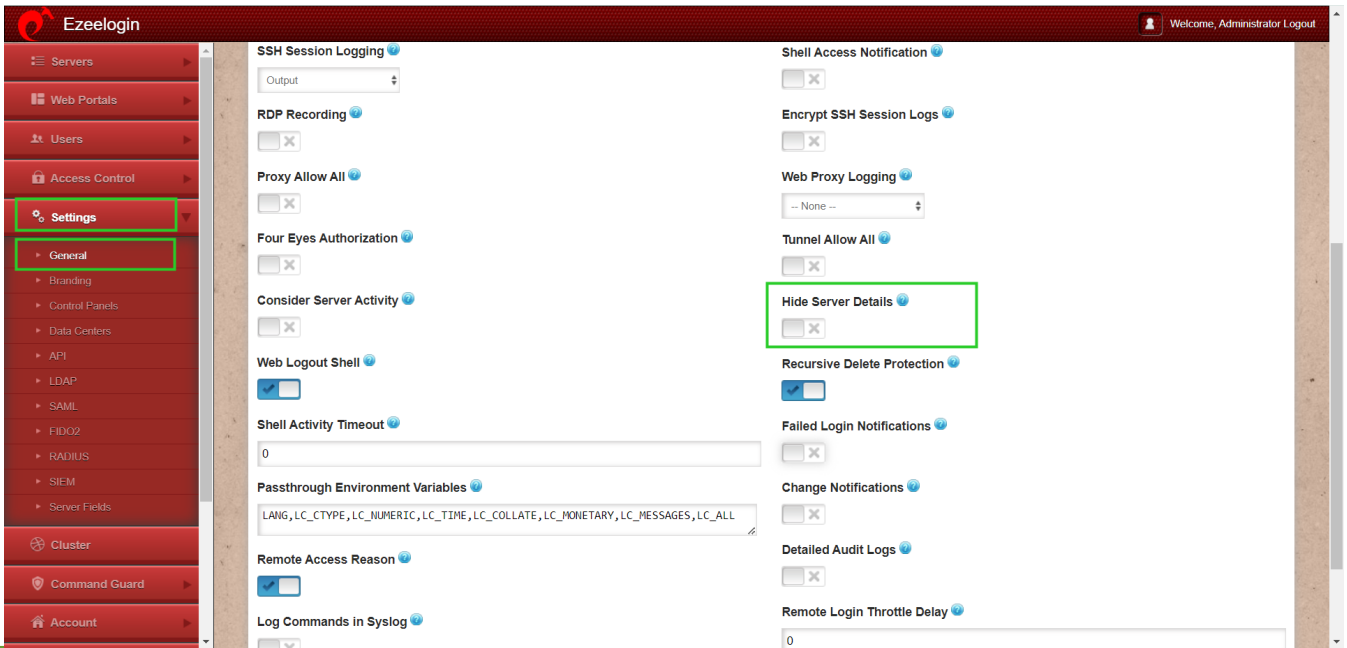 Ezeelogin
Welcome, Administrator Logout
Servers
Web Portals
Users
Access Control
Settings
General
Branding
Control Panels
Data Centers
API
LDAP
SAML
FIDO2
RADIUS
SIEM
Server Fields
Cluster
Command Guard
Account
SSH Session Logging
Output
RDP Recording
Proxy Allow All
Four Eyes Authorization
Consider Server Activity
Web Logout Shell
Shell Activity Timeout
0
Passthrough Environment Variables
LANG,LC_CTYPE,LC_NUMERIC,LC_TIME,LC_COLLATE,LC_MONETARY,LC_MESSAGES,LC_ALL
Remote Access Reason
Log Commands in Syslog
Shell Access Notification
Encrypt SSH Session Logs
Web Proxy Logging
-- None --
Tunnel Allow All
Hide Server Details
Recursive Delete Protection
Failed Login Notifications
Change Notifications
Detailed Audit Logs
Remote Login Throttle Delay
0